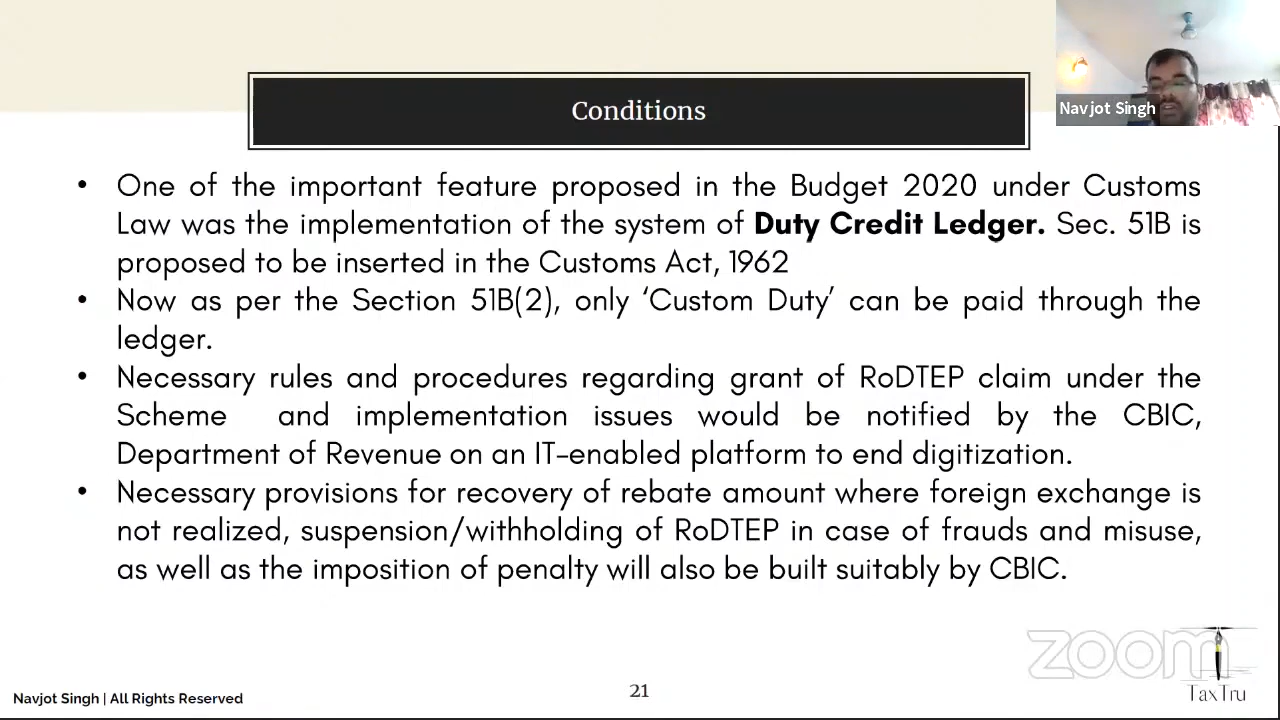 Conditions
Navjot Singh
• One of the important feature proposed in the Budget 2020 under Customs
Law was the implementation of the system of Duty Credit Ledger. Sec. 51B is
proposed to be inserted in the Customs Act, 1962
• Now as per the Section 51B(2), only ‘Custom Duty’ can be paid through the
ledger.
• Necessary rules and procedures regarding grant of RoDTEP claim under the
Scheme and implementation issues would be notified by the CBIC,
Department of Revenue on an IT-enabled platform to end digitization.
• Necessary provisions for recovery of rebate amount where foreign exchange is
not realized, suspension/withholding of RoDTEP in case of frauds and misuse,
as well as the imposition of penalty will also be built suitably by CBIC.
zoom
TaxTru
Navjot Singh | All Rights Reserved
21